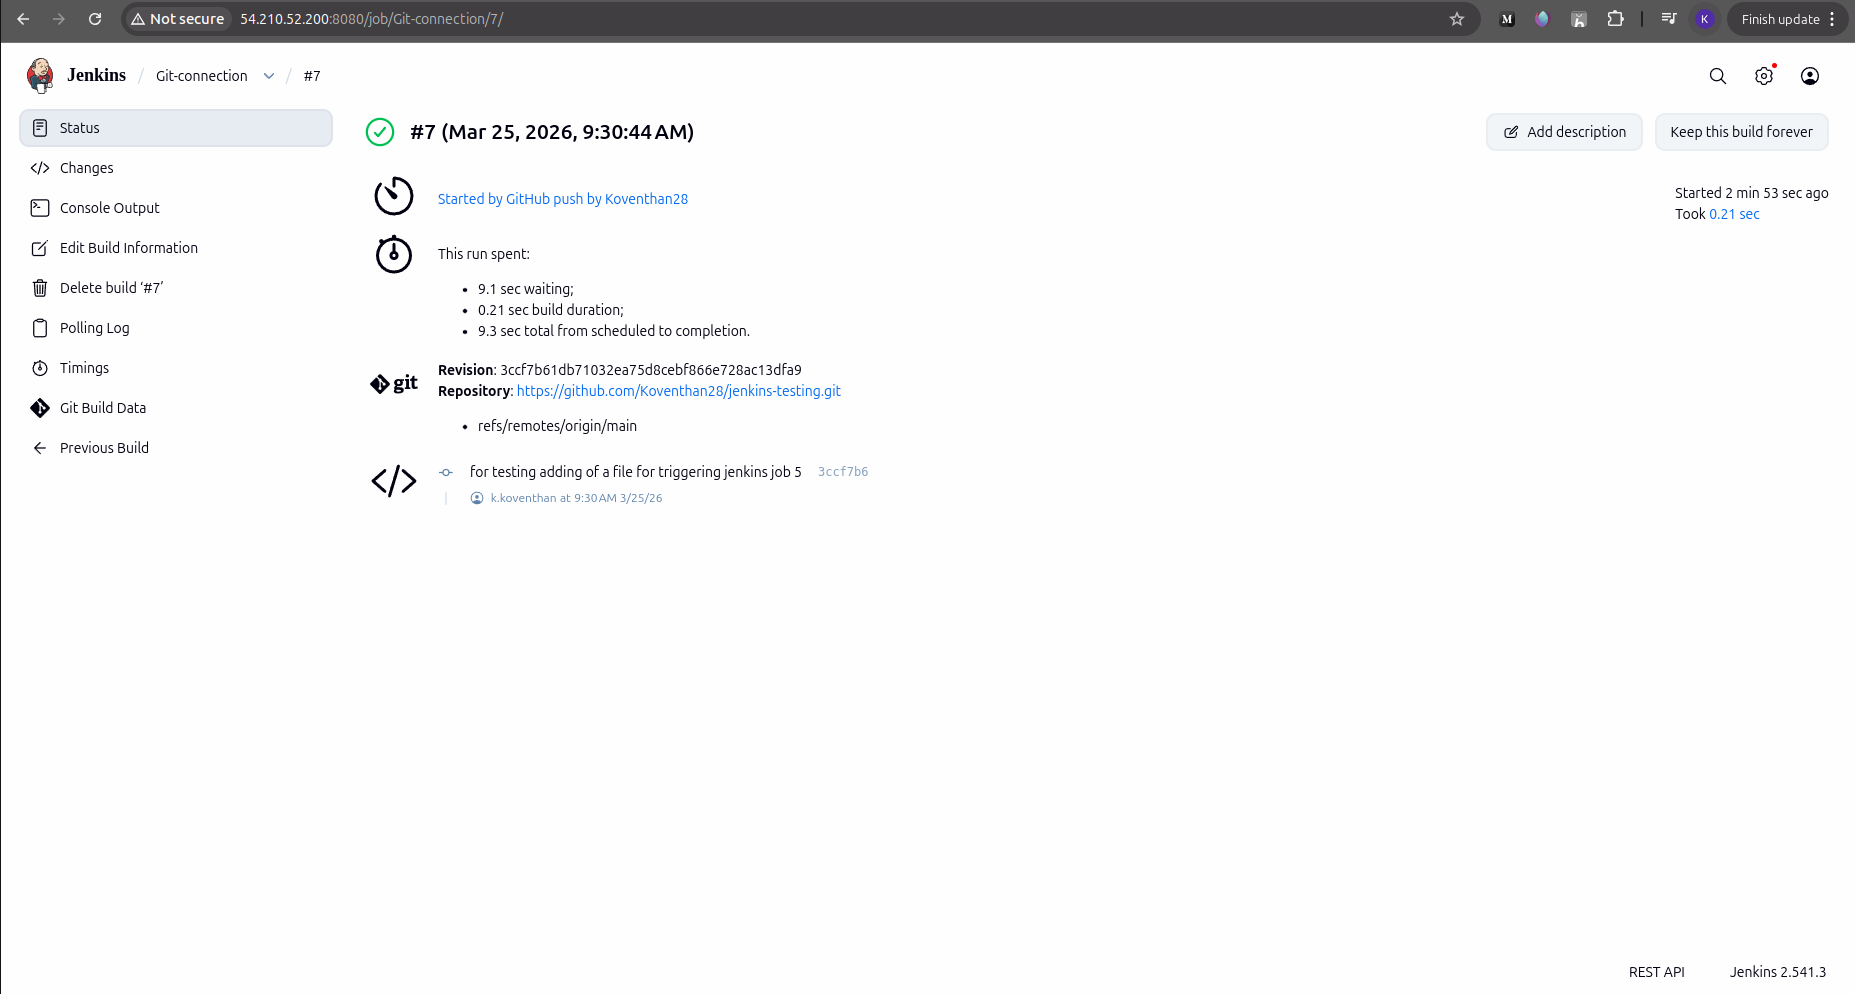 Not secure 54.210.52.200:8080/job/Git-connection/7/ M K Finish update
Jenkins / Git-connection / #7
Status
Changes
Console Output
Edit Build Information
Delete build ‘#7’
Polling Log
Timings
Git Build Data
Previous Build
#7 (Mar 25, 2026, 9:30:44 AM)
Add description
Keep this build forever
Started by GitHub push by Koventhan28
Started 2 min 53 sec ago
Took 0.21 sec
This run spent:
• 9.1 sec waiting;
• 0.21 sec build duration;
• 9.3 sec total from scheduled to completion.
git
Revision: 3ccf7b61db71032ea75d8cebf866e728ac13dfa9
Repository: https://github.com/Koventhan28/jenkins-testing.git
• refs/remotes/origin/main
for testing adding of a file for triggering jenkins job 5 3ccf7b6
k.koventhan at 9:30 AM 3/25/26
REST API Jenkins 2.541.3